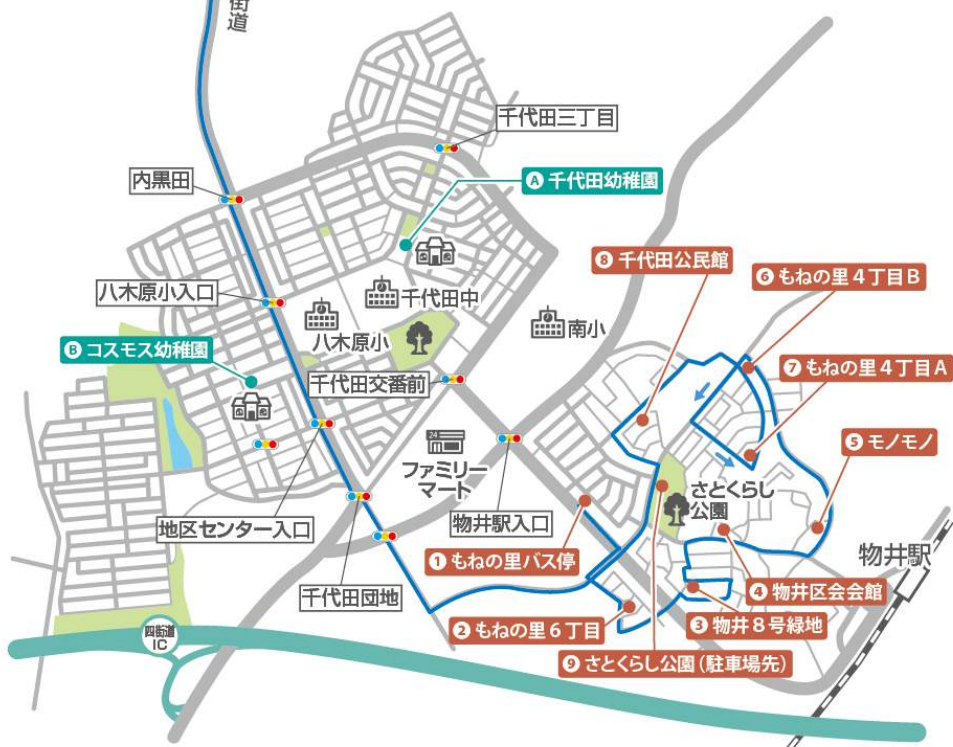 街道
千代田三丁目
内黒田
A 千代田幼稚園
8 千代田公民館
6 もねの里4丁目B
八木原小入口
千代田中
八木原小
南小
B コスモス幼稚園
千代田交番前
7 もねの里4丁目A
24
ファミリー
マート
5 モノモノ
さとくらし
公園
地区センター入口
物井駅入口
物井駅
1 もねの里バス停
千代田団地
4 物井区会会館
2 もねの里6丁目
3 物井8号緑地
四街道
IC
9 さとくらし公園(駐車場先)